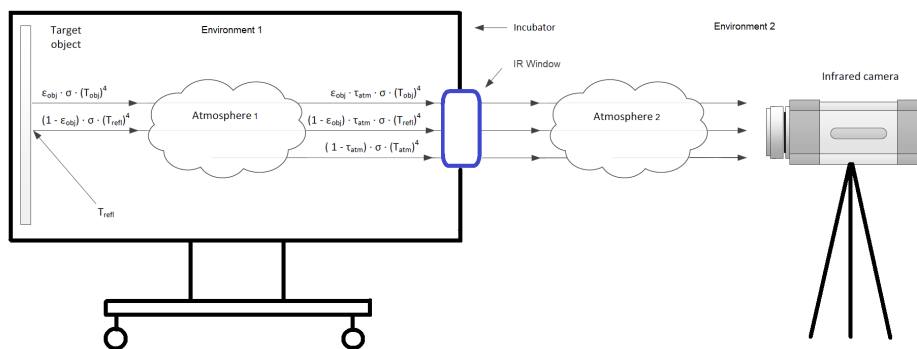 Target
object
Environment 1
Incubator
Environment 2
IR Window
Infrared camera
εobj · σ · (Tobj)⁴
εobj · τatm · σ · (Tobj)⁴
(1 - εobj) · σ · (Trefl)⁴
Atmosphere 1
(1 - εobj) · τatm · σ · (Trefl)⁴
Atmosphere 2
( 1 - τatm) · σ · (Tatm)⁴
Trefl